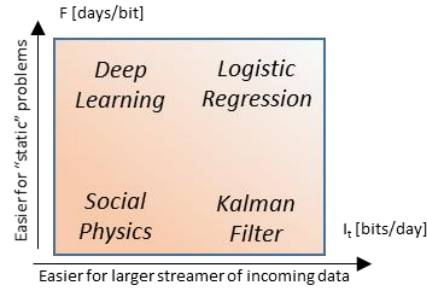 F [days/bit]
Easier for "static" problems
Deep
Learning
Logistic
Regression
Social
Physics
Kalman
Filter
I_t [bits/day]
Easier for larger streamer of incoming data